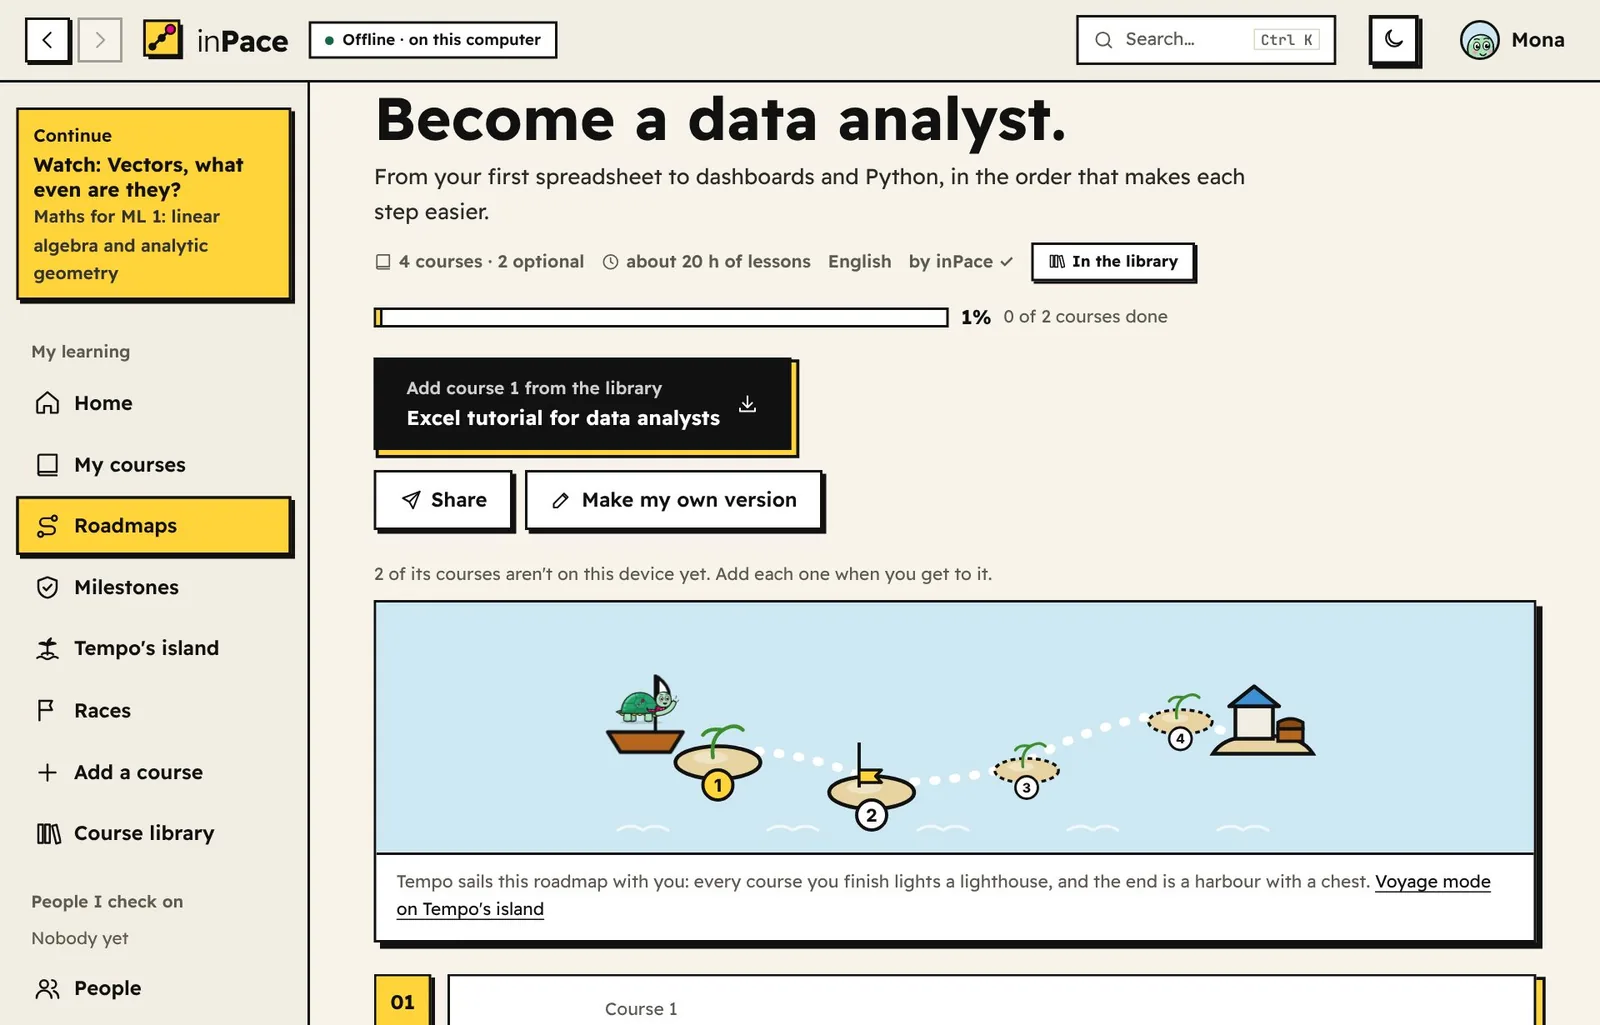 inPace
Offline · on this computer
Search...
Ctrl K
Mona
Continue
Watch: Vectors, what
even are they?
Maths for ML 1: linear
algebra and analytic
geometry
My learning
Home
My courses
Roadmaps
Milestones
Tempo's island
Races
Add a course
Course library
People I check on
Nobody yet
People
Become a data analyst.
From your first spreadsheet to dashboards and Python, in the order that makes each
step easier.
4 courses · 2 optional
about 20 h of lessons
English
by inPace
In the library
1%
0 of 2 courses done
Add course 1 from the library
Excel tutorial for data analysts
Share
Make my own version
2 of its courses aren't on this device yet. Add each one when you get to it.
1
2
3
4
Tempo sails this roadmap with you: every course you finish lights a lighthouse, and the end is a harbour with a chest. Voyage mode
on Tempo's island
01
Course 1